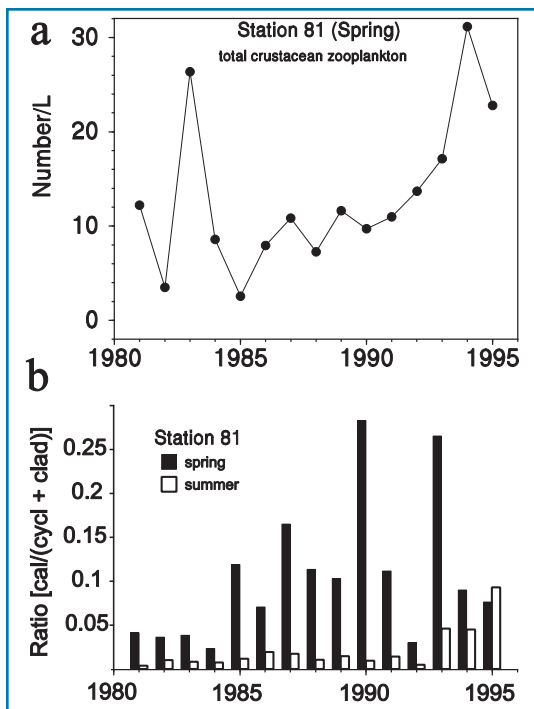 a
Station 81 (Spring)
total crustacean zooplankton
Number/L
30
20
10
0
1980 1985 1990 1995
b
Station 81
spring
summer
Ratio [cal/(cycl + clad)]
0.25
0.2
0.15
0.1
0.05
1980 1985 1990 1995